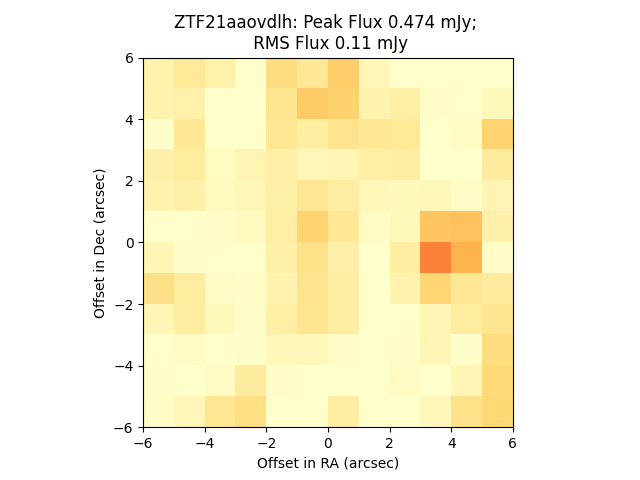 ZTF21aaovdlh: Peak Flux 0.474 mJy;
RMS Flux 0.11 mJy
6
4
2
0
−2
−4
−6
Offset in Dec (arcsec)
−6 −4 −2 0 2 4 6
Offset in RA (arcsec)